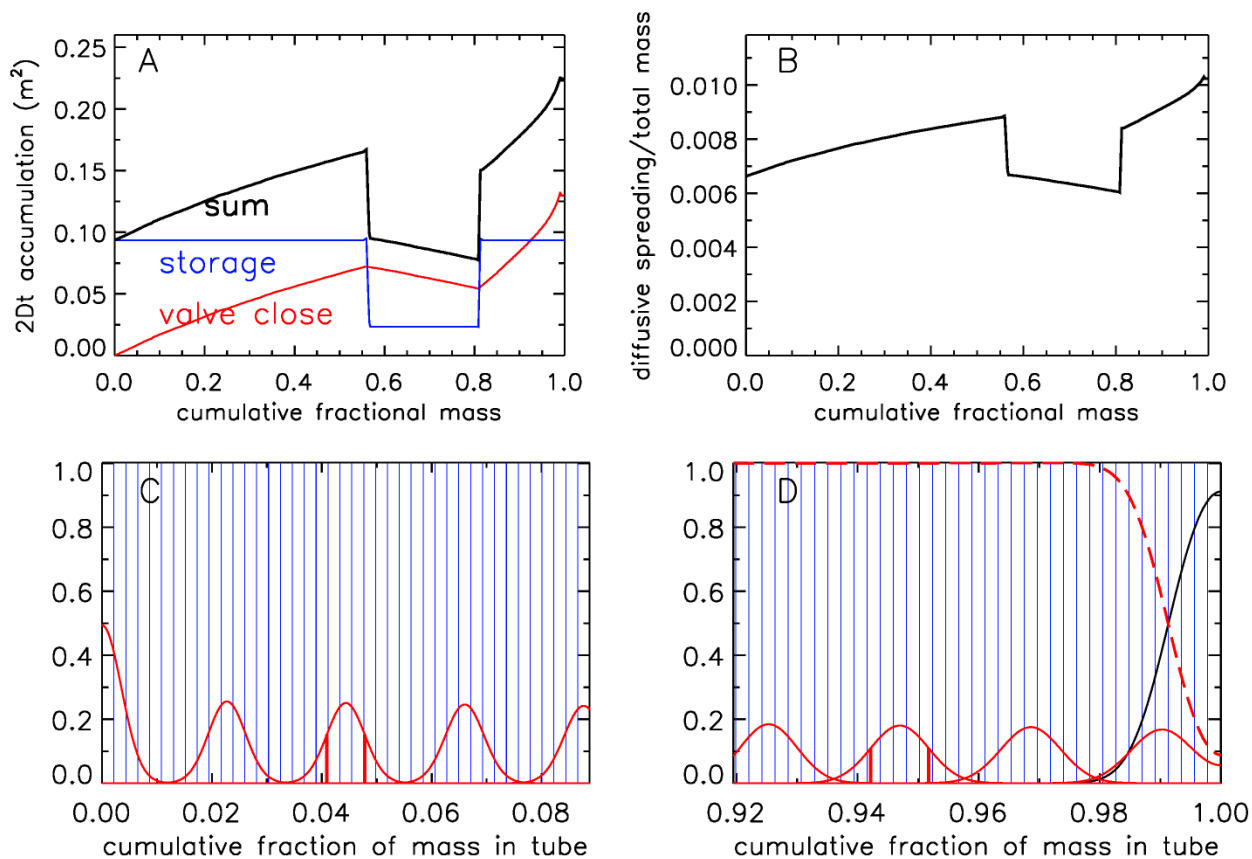 A
2Dt accumulation (m²)
0.25
0.20
0.15
0.10
0.05
0.00
sum
storage
valve close
0.0 0.2 0.4 0.6 0.8 1.0
cumulative fractional mass
B
diffusive spreading/total mass
0.010
0.008
0.006
0.004
0.002
0.000
0.0 0.2 0.4 0.6 0.8 1.0
cumulative fractional mass
C
1.0
0.8
0.6
0.4
0.2
0.0
0.00 0.02 0.04 0.06 0.08
cumulative fraction of mass in tube
D
1.0
0.8
0.6
0.4
0.2
0.0
0.92 0.94 0.96 0.98 1.00
cumulative fraction of mass in tube